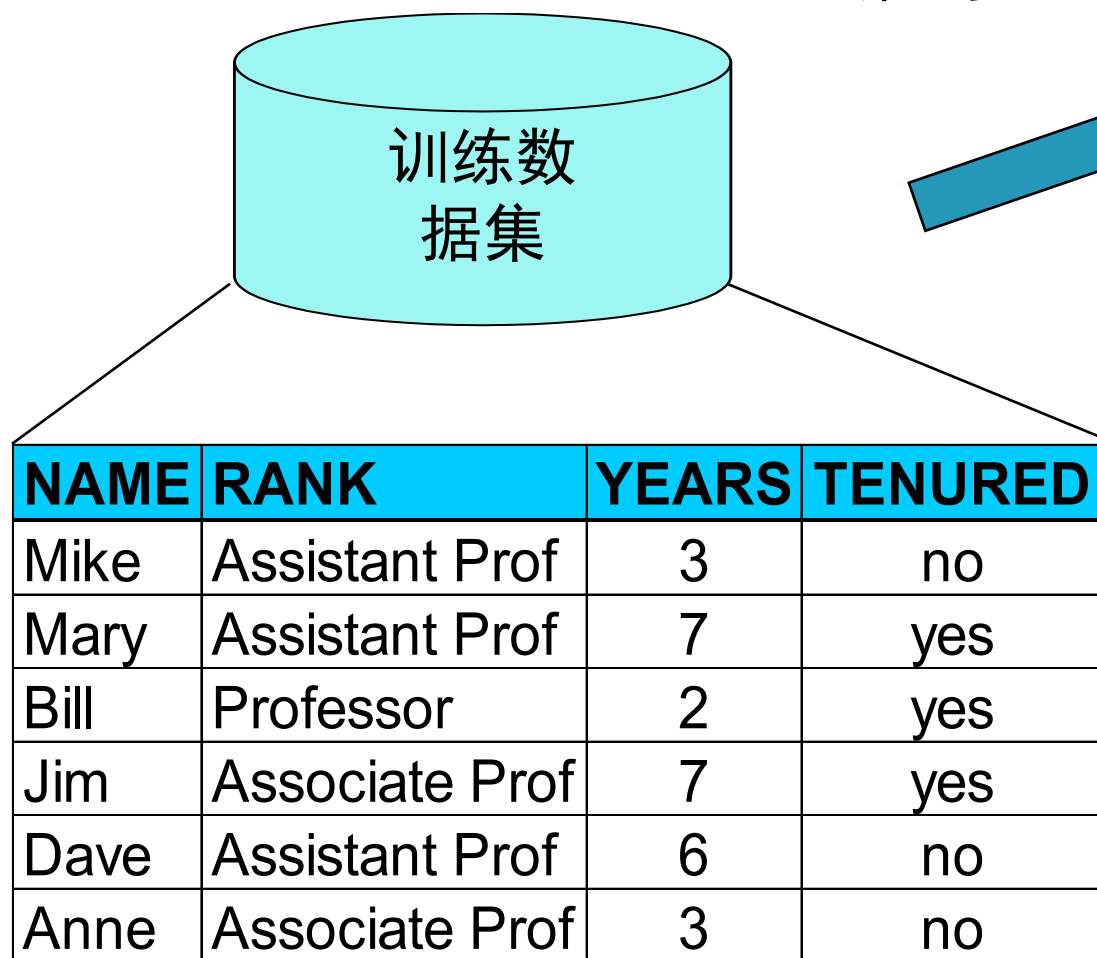 训练数
据集
NAME RANK YEARS TENURED
Mike Assistant Prof 3 no
Mary Assistant Prof 7 yes
Bill Professor 2 yes
Jim Associate Prof 7 yes
Dave Assistant Prof 6 no
Anne Associate Prof 3 no